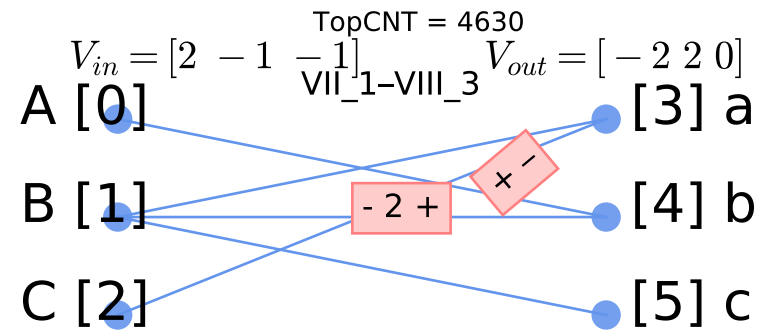 TopCNT = 4630
V_in = [2 −1 −1] V_out = [−2 2 0]
VII_1–VIII_3
A [0] [3] a
+ −
B [1] - 2 + [4] b
C [2] [5] c